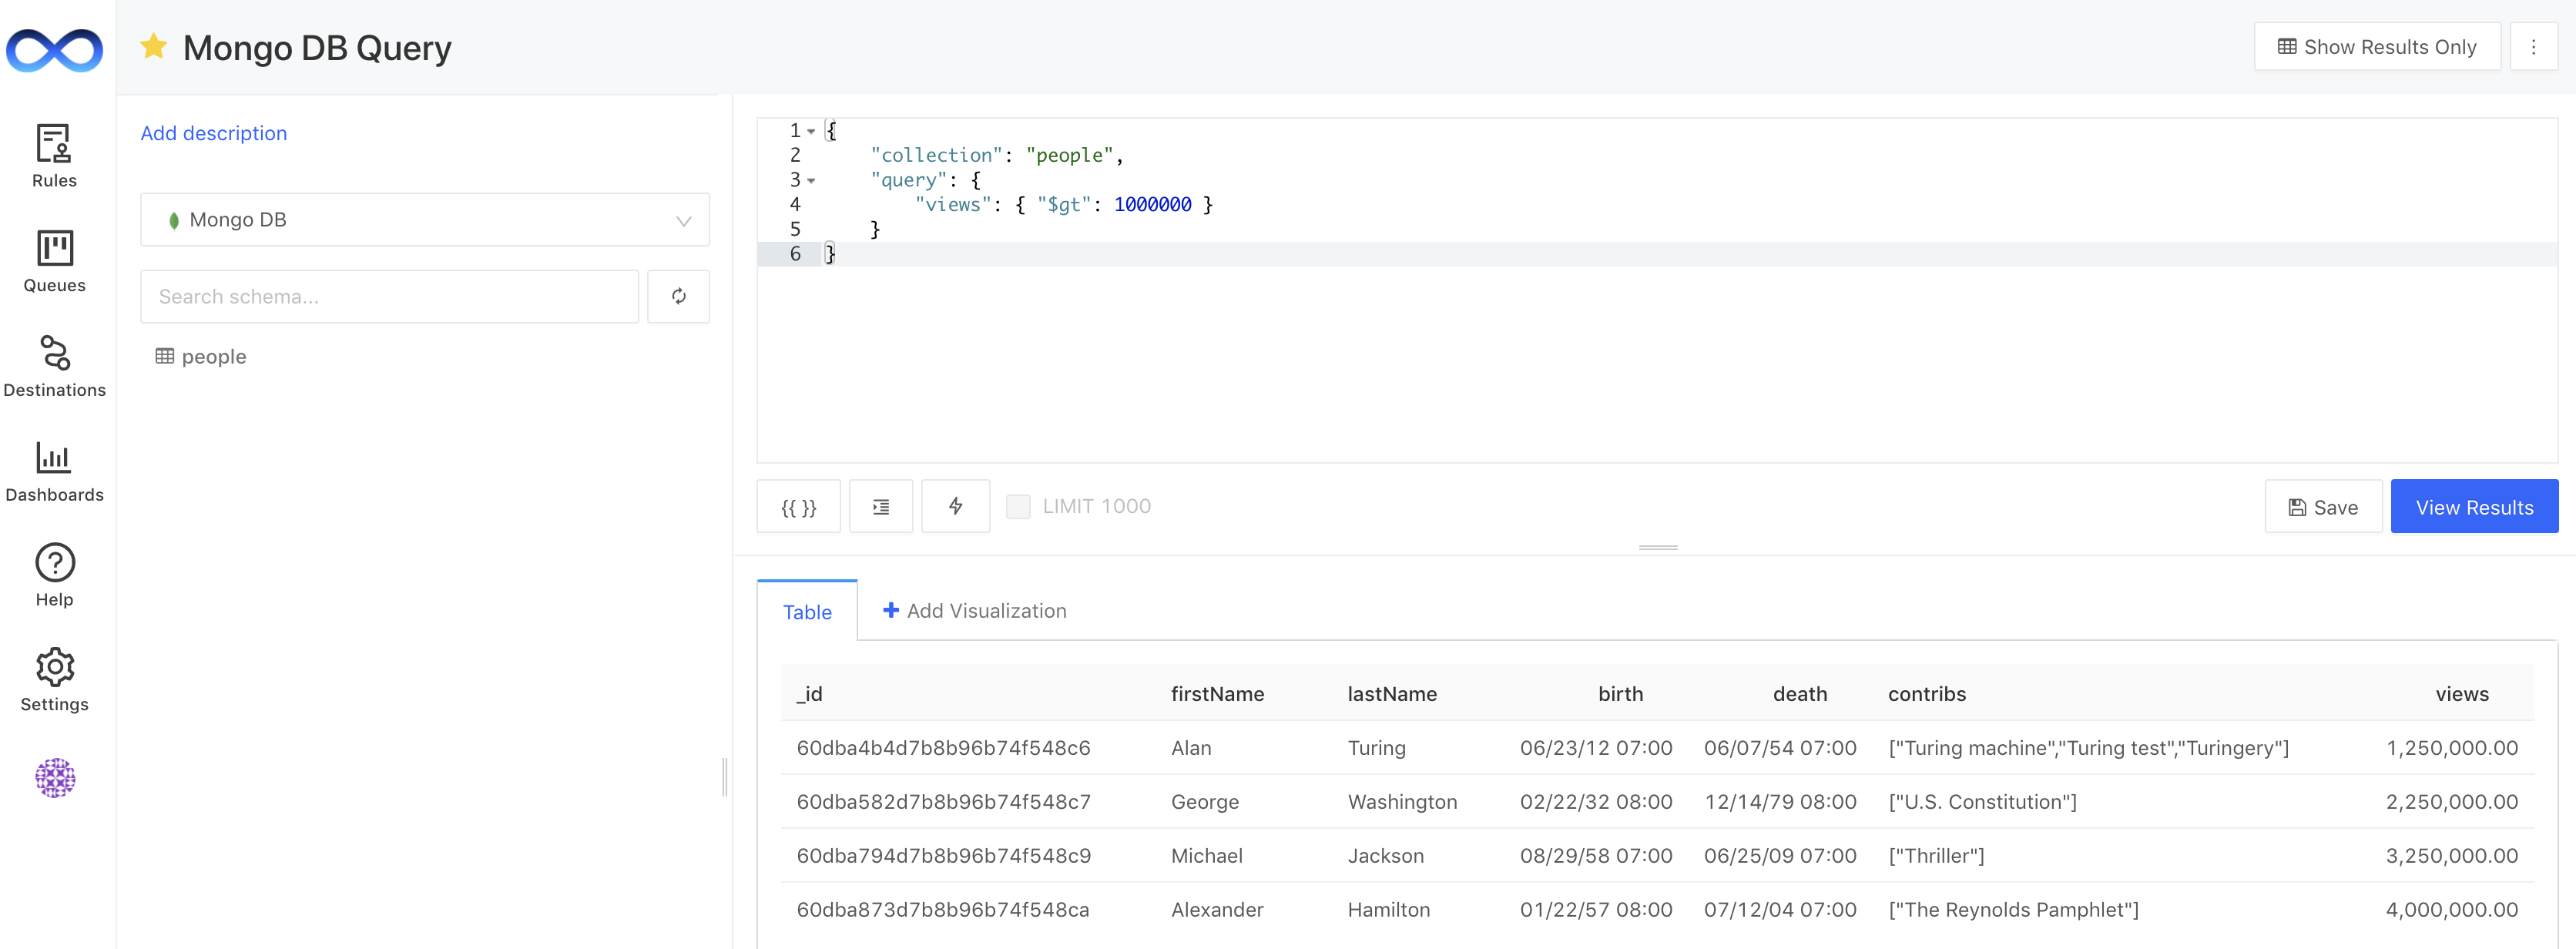 Mongo DB Query
Show Results Only
Rules
Queues
Destinations
Dashboards
Help
Settings
Add description
Mongo DB
Search schema...
people
1 {
2     "collection": "people",
3     "query": {
4         "views": { "$gt": 1000000 }
5     }
6 }
{{ }}
LIMIT 1000
Save
View Results
Table
Add Visualization
_id firstName lastName birth death contribs views
60dba4b4d7b8b96b74f548c6 Alan Turing 06/23/12 07:00 06/07/54 07:00 ["Turing machine","Turing test","Turingery"] 1,250,000.00
60dba582d7b8b96b74f548c7 George Washington 02/22/32 08:00 12/14/79 08:00 ["U.S. Constitution"] 2,250,000.00
60dba794d7b8b96b74f548c9 Michael Jackson 08/29/58 07:00 06/25/09 07:00 ["Thriller"] 3,250,000.00
60dba873d7b8b96b74f548ca Alexander Hamilton 01/22/57 08:00 07/12/04 07:00 ["The Reynolds Pamphlet"] 4,000,000.00